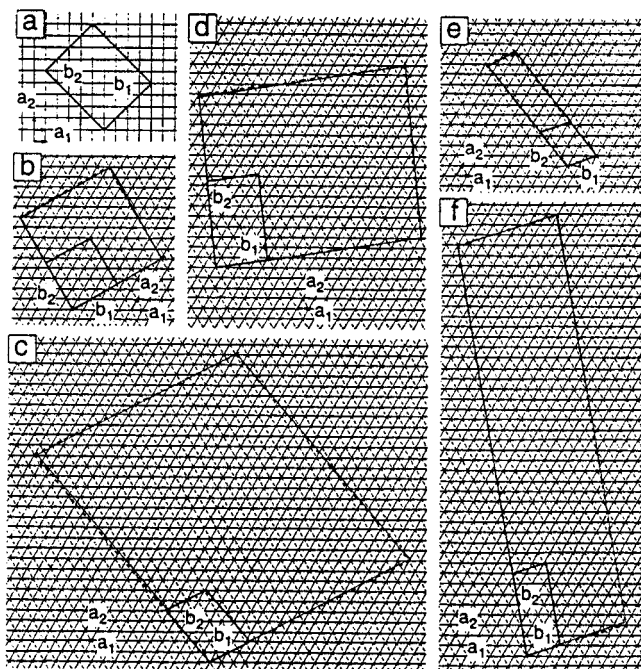 a
b₂ b₁
a₂
a₁
b
b₂ b₁ a₂ a₁
c
a₂ b₂
a₁ b₁
d
b₂
b₁
a₂
a₁
e
a₂ b₂
a₁ b₁
f
b₂
a₂ b₁
a₁